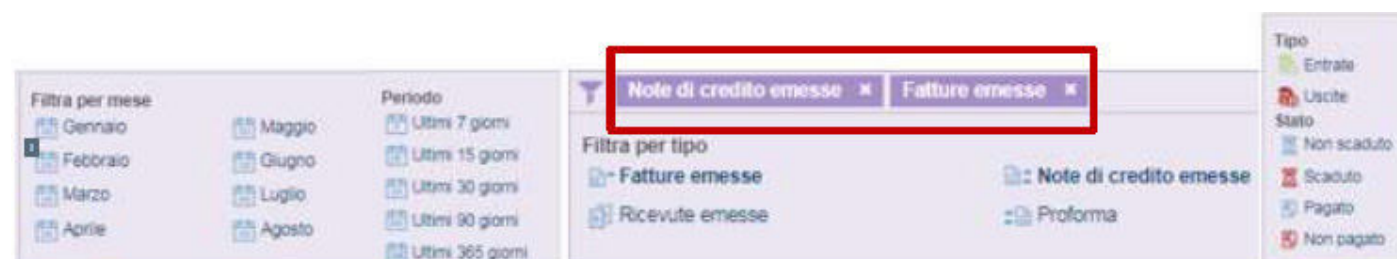 Filtra per mese
Gennaio
Febbraio
Marzo
Aprile
Maggio
Giugno
Luglio
Agosto
Periodo
Ultimi 7 giorni
Ultimi 15 giorni
Ultimi 30 giorni
Ultimi 90 giorni
Ultimi 365 giorni
Note di credito emesse ×
Fatture emesse ×
Filtra per tipo
Fatture emesse
Ricevute emesse
Note di credito emesse
Proforma
Tipo
Entrate
Uscite
Stato
Non scaduto
Scaduto
Pagato
Non pagato